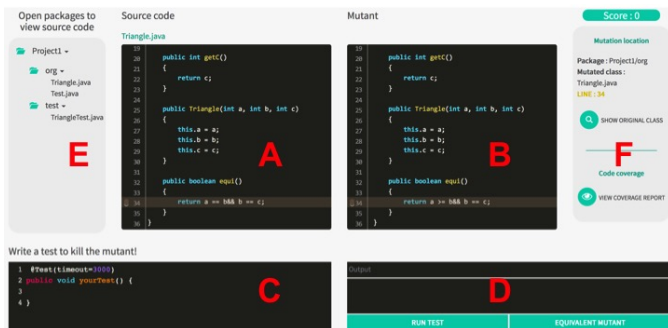 Open packages to
view source code
Project1
org
Triangle.java
Test.java
test
TriangleTest.java
E
Source code
Triangle.java
19
20 public int getC()
21 {
22 return c;
23 }
24
25 public Triangle(int a, int b, int c)
26 {
27 this.a = a;
28 this.b = b;
29 this.c = c;
30 }
31
32 public boolean equi()
33 {
34 return a == b&& b == c;
35 }
36 }
A
Mutant
19
20 public int getC()
21 {
22 return c;
23 }
24
25 public Triangle(int a, int b, int c)
26 {
27 this.a = a;
28 this.b = b;
29 this.c = c;
30 }
31
32 public boolean equi()
33 {
34 return a >= b&& b == c;
35 }
36 }
B
Score : 0
Mutation location
Package : Project1/org
Mutated class :
Triangle.java
LINE : 34
SHOW ORIGINAL CLASS
F
Code coverage
VIEW COVERAGE REPORT
Write a test to kill the mutant!
1 @Test(timeout=3000)
2 public void yourTest() {
3
4 }
C
Output
D
RUN TEST
EQUIVALENT MUTANT